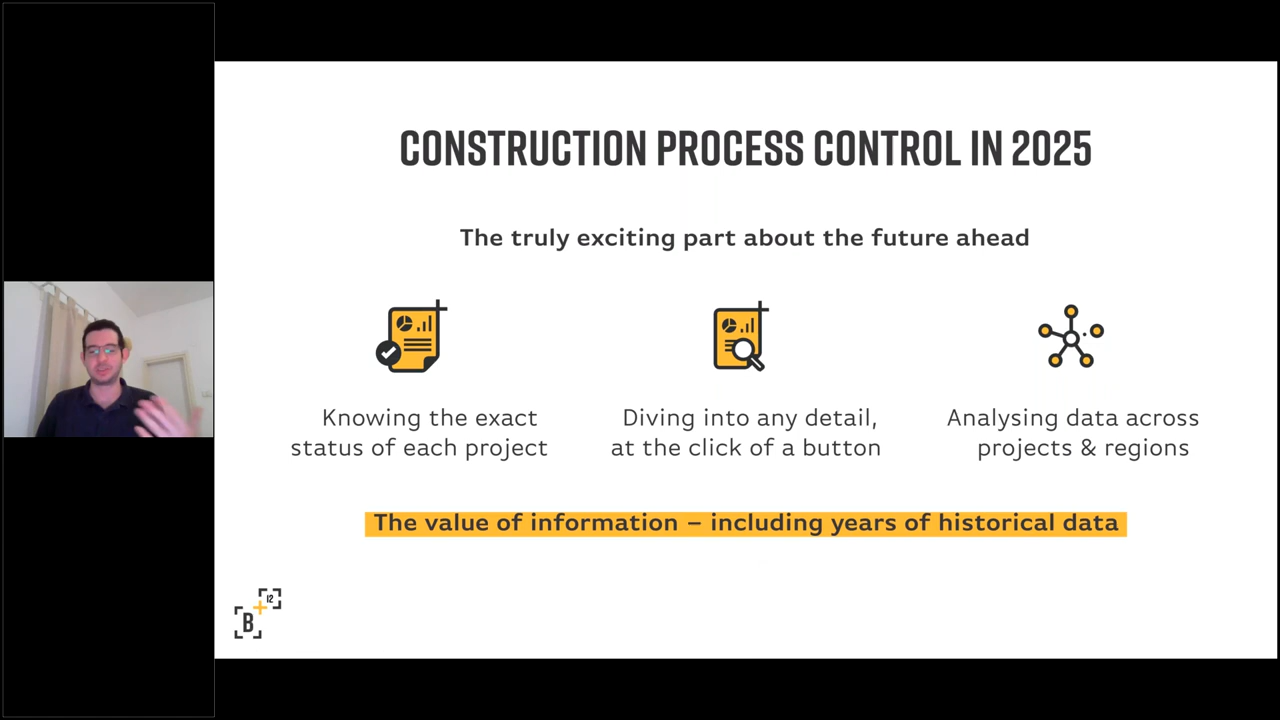 CONSTRUCTION PROCESS CONTROL IN 2025
The truly exciting part about the future ahead
Knowing the exact
status of each project
Diving into any detail,
at the click of a button
Analysing data across
projects & regions
The value of information – including years of historical data
B 12